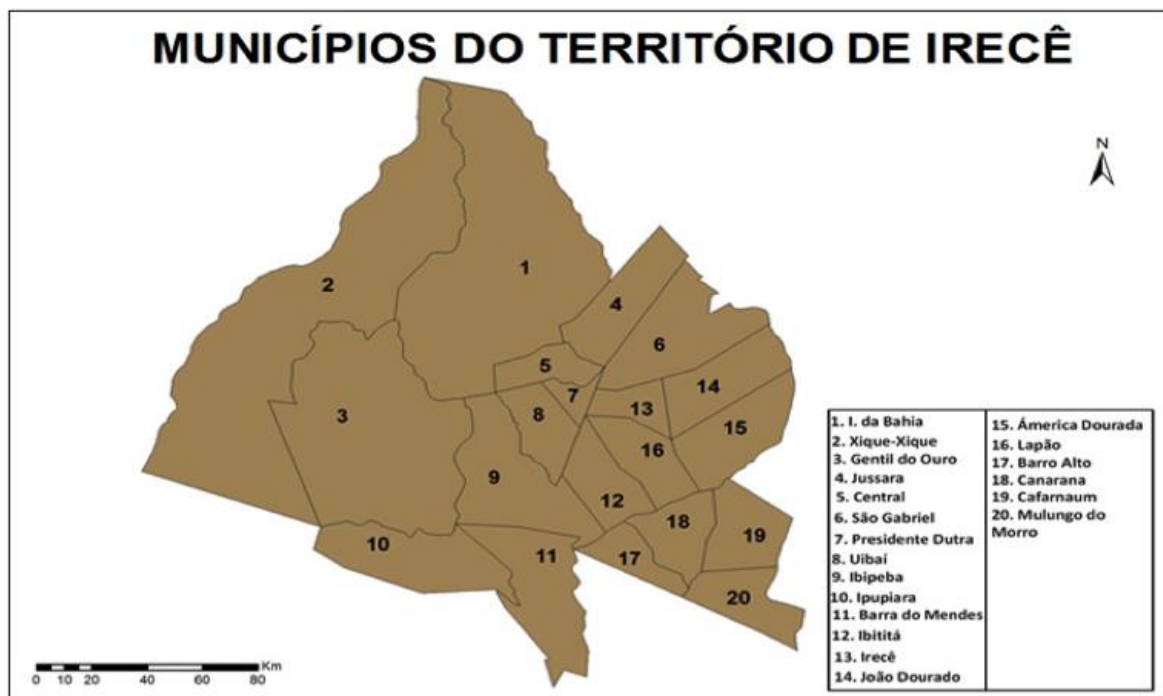 MUNICÍPIOS DO TERRITÓRIO DE IRECÊ
N
1
2
3
4
5
6
7
8
9
10
11
12
13
14
15
16
17
18
19
20
1. I. da Bahia
2. Xique-Xique
3. Gentil do Ouro
4. Jussara
5. Central
6. São Gabriel
7. Presidente Dutra
8. Uibaí
9. Ibipeba
10. Ipupiara
11. Barra do Mendes
12. Ibititá
13. Irecê
14. João Dourado
15. Ámerica Dourada
16. Lapão
17. Barro Alto
18. Canarana
19. Cafarnaum
20. Mulungo do
Morro
0 10 20 40 60 80 Km